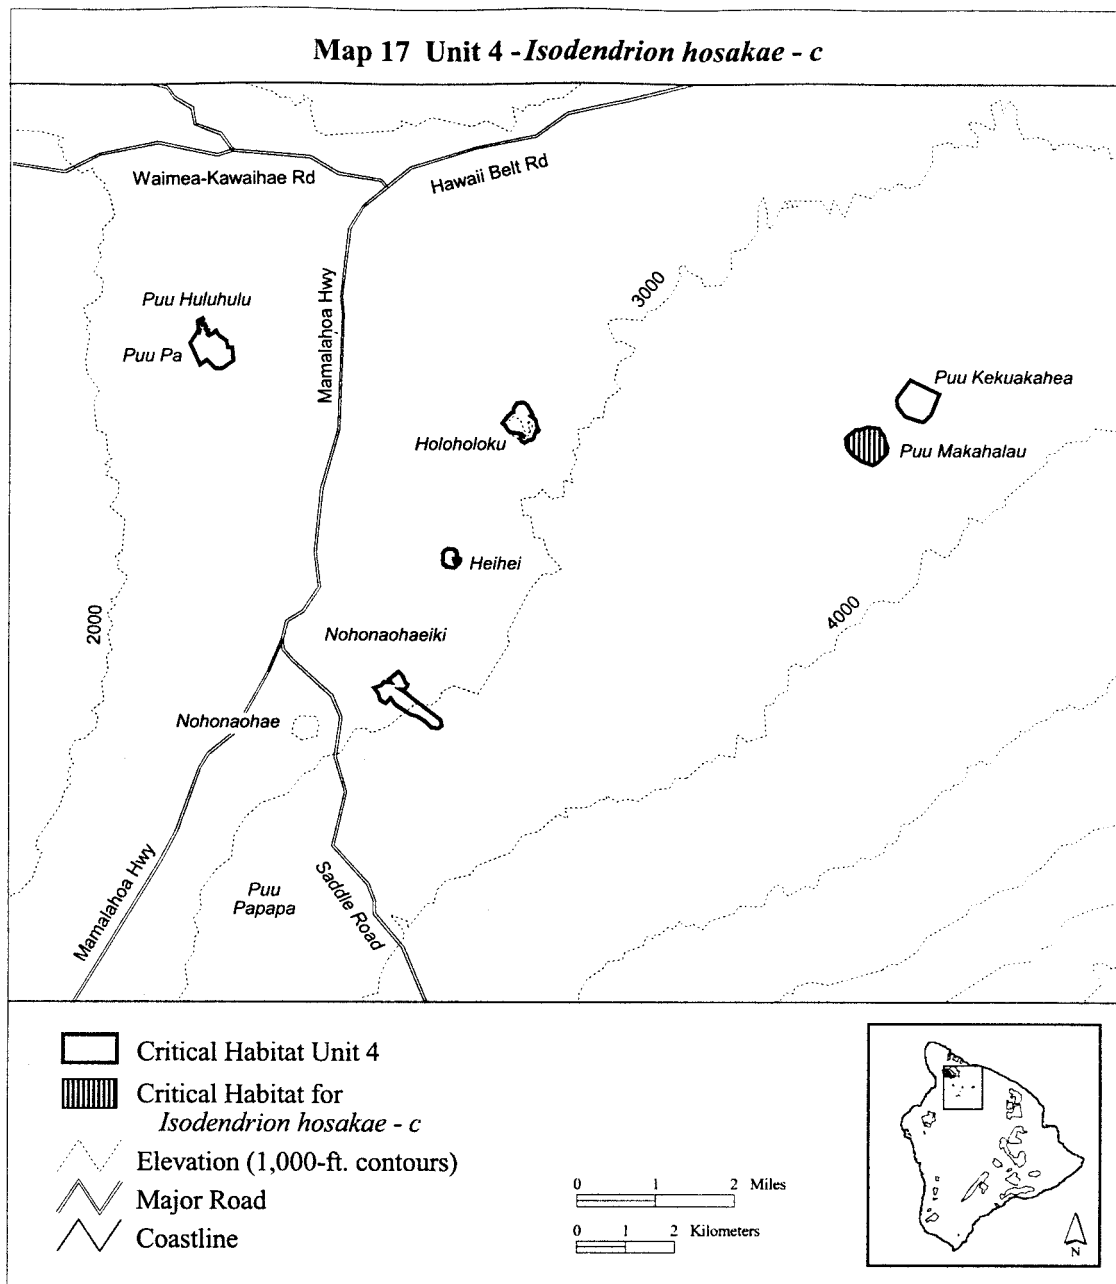 Map 17 Unit 4 - Isodendrion hosakae - c
Waimea-Kawaihae Rd
Hawaii Belt Rd
Mamalahoa Hwy
3000
Puu Huluhulu
Puu Pa
Puu Kekuakahea
Holoholoku
Puu Makahalau
Heihei
2000
4000
Nohonaohaeiki
Nohonaohae
Mamalahoa Hwy
Saddle Road
Puu
Papapa
Critical Habitat Unit 4
Critical Habitat for
Isodendrion hosakae - c
Elevation (1,000-ft. contours)
Major Road
Coastline
0 1 2 Miles
0 1 2 Kilometers
N